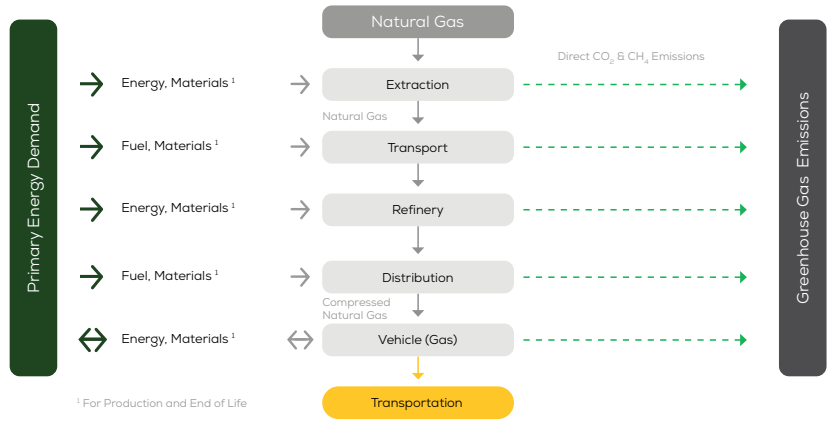 Natural Gas
Direct CO₂ & CH₄ Emissions
Energy, Materials ¹
Extraction
Natural Gas
Fuel, Materials ¹
Transport
Energy, Materials ¹
Refinery
Fuel, Materials ¹
Distribution
Compressed
Natural Gas
Energy, Materials ¹
Vehicle (Gas)
¹ For Production and End of Life
Transportation
Primary Energy Demand
Greenhouse Gas Emissions